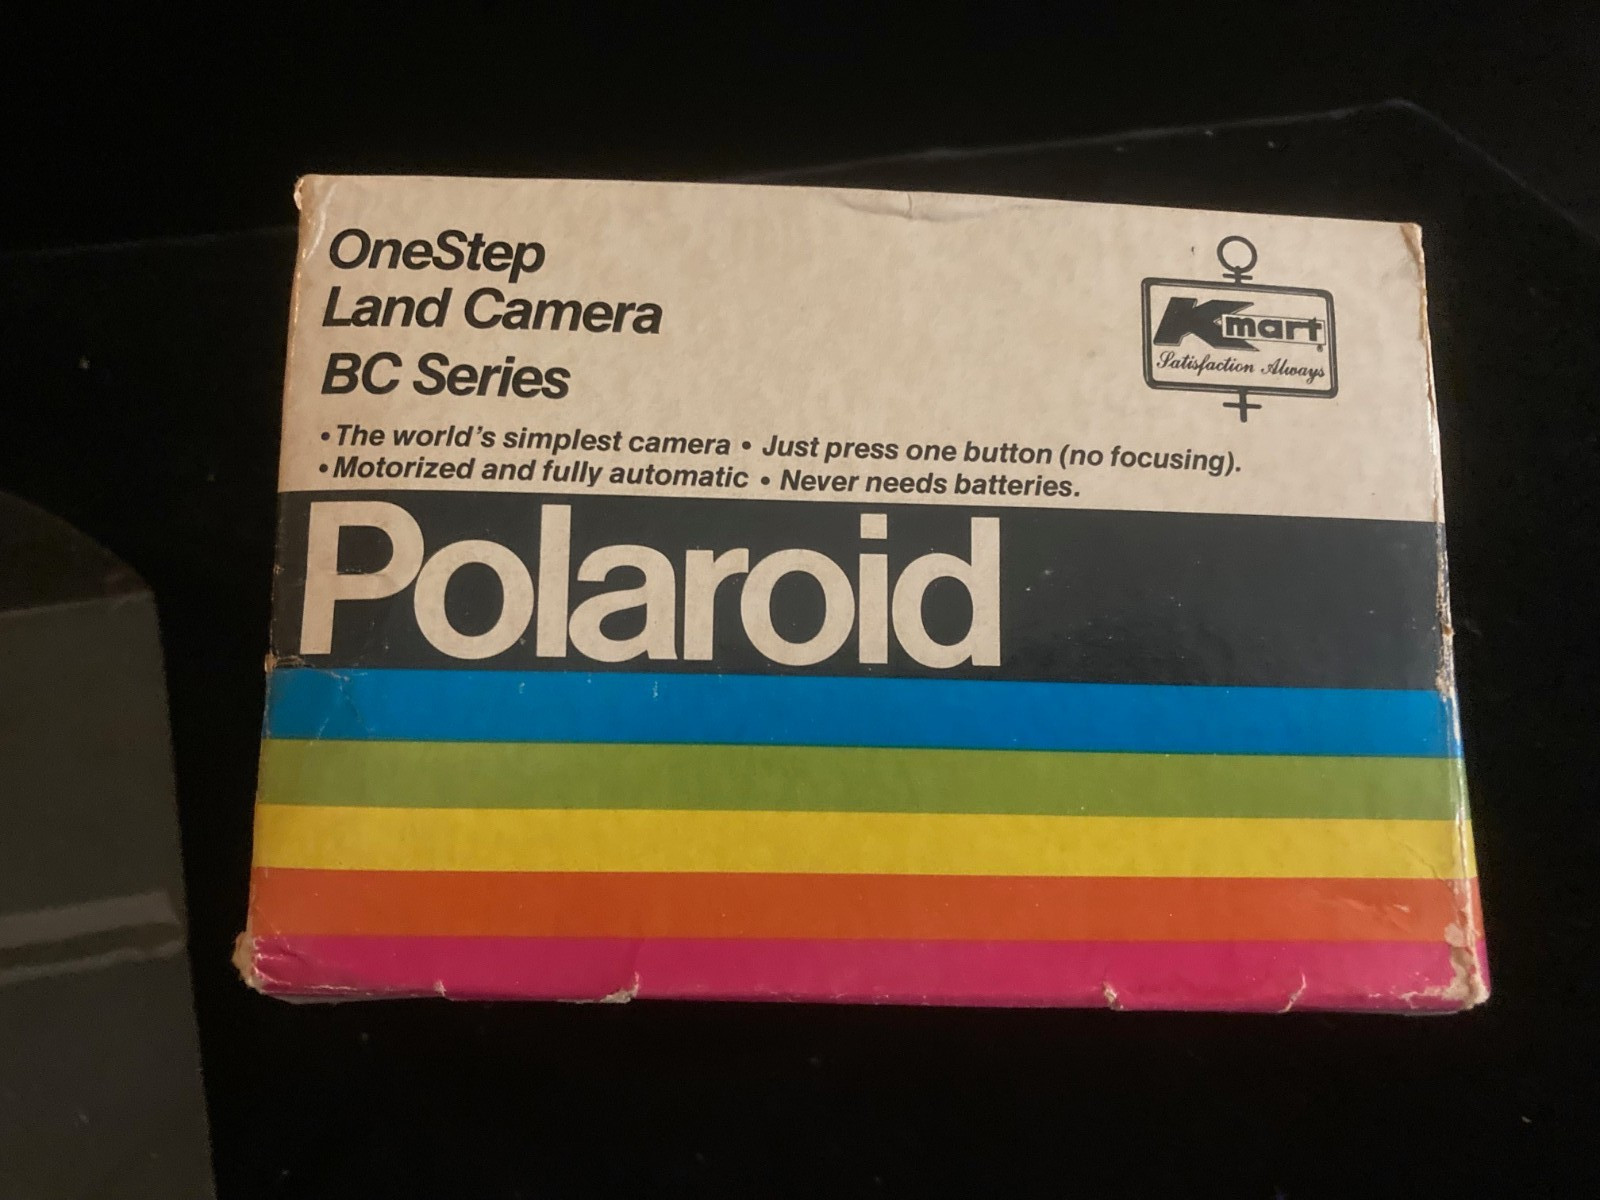 OneStep
Land Camera
BC Series
Kmart®
Satisfaction Always
• The world's simplest camera • Just press one button (no focusing).
• Motorized and fully automatic • Never needs batteries.
Polaroid